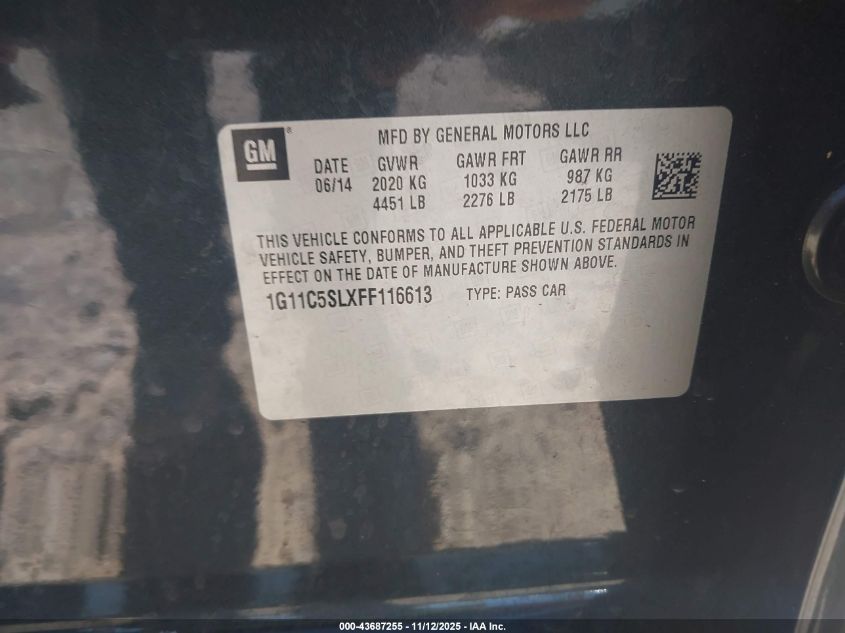 GM ®
MFD BY GENERAL MOTORS LLC
DATE GVWR GAWR FRT GAWR RR
06/14 2020 KG 1033 KG 987 KG
4451 LB 2276 LB 2175 LB
THIS VEHICLE CONFORMS TO ALL APPLICABLE U.S. FEDERAL MOTOR
VEHICLE SAFETY, BUMPER, AND THEFT PREVENTION STANDARDS IN
EFFECT ON THE DATE OF MANUFACTURE SHOWN ABOVE.
1G11C5SLXFF116613 TYPE: PASS CAR
000-43687255 - 11/12/2025 - IAA Inc.